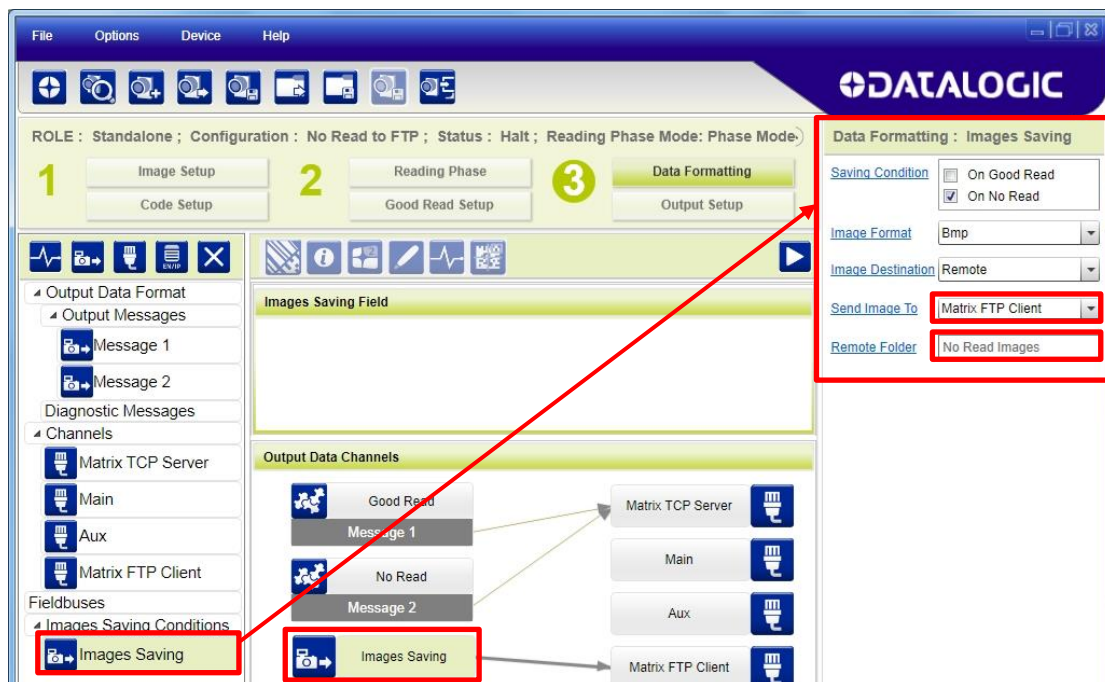 File Options Device Help
DATALOGIC
ROLE : Standalone ; Configuration : No Read to FTP ; Status : Halt ; Reading Phase Mode: Phase Mode
1
Image Setup
Code Setup
2
Reading Phase
Good Read Setup
3
Data Formatting
Output Setup
EN/IP
Output Data Format
Output Messages
Message 1
Message 2
Diagnostic Messages
Channels
Matrix TCP Server
Main
Aux
Matrix FTP Client
Fieldbuses
Images Saving Conditions
Images Saving
Images Saving Field
Output Data Channels
Good Read
Message 1
No Read
Message 2
Images Saving
Matrix TCP Server
Main
Aux
Matrix FTP Client
Data Formatting : Images Saving
Saving Condition On Good Read
On No Read
Image Format Bmp
Image Destination Remote
Send Image To Matrix FTP Client
Remote Folder No Read Images